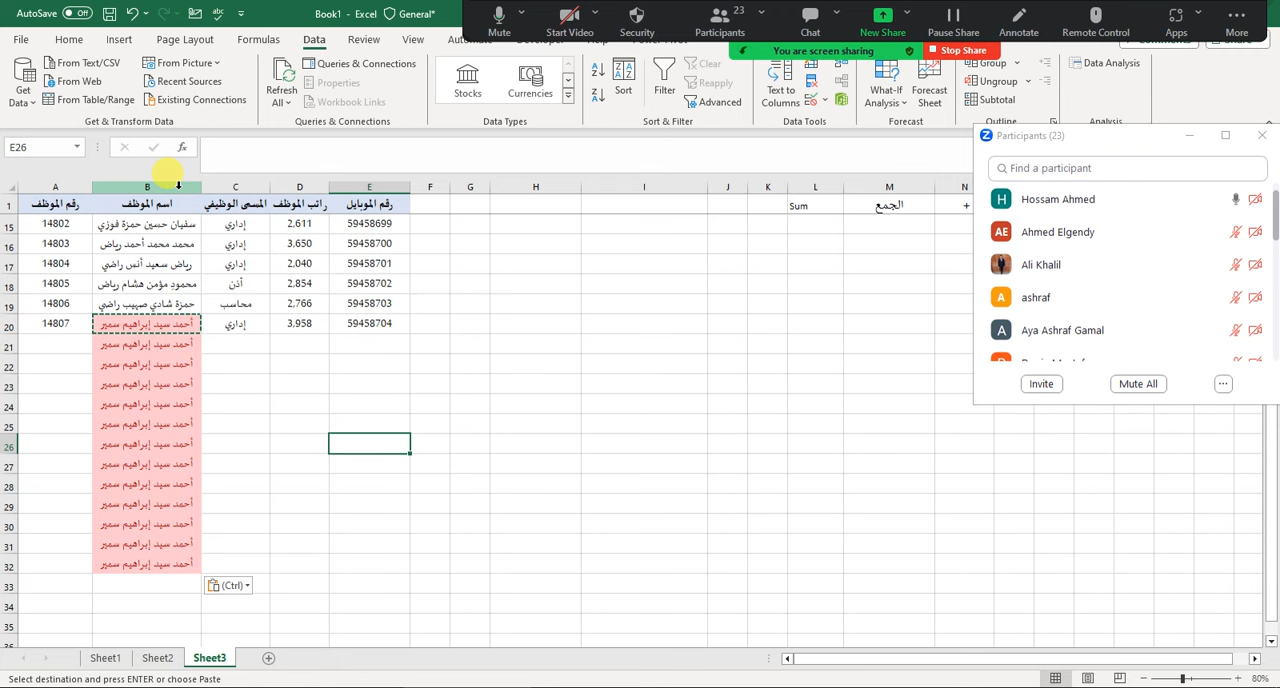 AutoSave Off Book1 - Excel General*
Mute Start Video Security Participants 23 Chat New Share Pause Share Annotate Remote Control Apps More
You are screen sharing Stop Share
File Home Insert Page Layout Formulas Data Review View
Get Data From Text/CSV From Picture Refresh All Queries & Connections Stocks Currencies Sort Filter Clear Text to Columns What-If Analysis Forecast Sheet Group Data Analysis
From Web Recent Sources Properties Reapply Ungroup
From Table/Range Existing Connections Workbook Links Advanced Subtotal
Get & Transform Data Queries & Connections Data Types Sort & Filter Data Tools Forecast Outline Analysis
E26
A B C D E F G H I J K L M N
1 رقم الموظف اسم الموظف المسمى الوظيفي راتب الموظف رقم الموبايل Sum الجمع +
15 14802 سفيان حسين حمزة فوزي إداري 2,611 59458699
16 14803 محمد محمد أحمد رياض إداري 3,650 59458700
17 14804 رياض سعيد أنس راضي إداري 2,040 59458701
18 14805 محمود مؤمن هشام رياض أذن 2,854 59458702
19 14806 حمزة شادي صهيب راضي محاسب 2,766 59458703
20 14807 أحمد سيد إبراهيم سمير إداري 3,958 59458704
21 أحمد سيد إبراهيم سمير
22 أحمد سيد إبراهيم سمير
23 أحمد سيد إبراهيم سمير
24 أحمد سيد إبراهيم سمير
25 أحمد سيد إبراهيم سمير
26 أحمد سيد إبراهيم سمير
27 أحمد سيد إبراهيم سمير
28 أحمد سيد إبراهيم سمير
29 أحمد سيد إبراهيم سمير
30 أحمد سيد إبراهيم سمير
31 أحمد سيد إبراهيم سمير
32 أحمد سيد إبراهيم سمير
33 (Ctrl)
34
35
Participants (23)
Find a participant
H Hossam Ahmed
AE Ahmed Elgendy
Ali Khalil
a ashraf
A Aya Ashraf Gamal
Invite Mute All
Sheet1 Sheet2 Sheet3
Select destination and press ENTER or choose Paste 80%